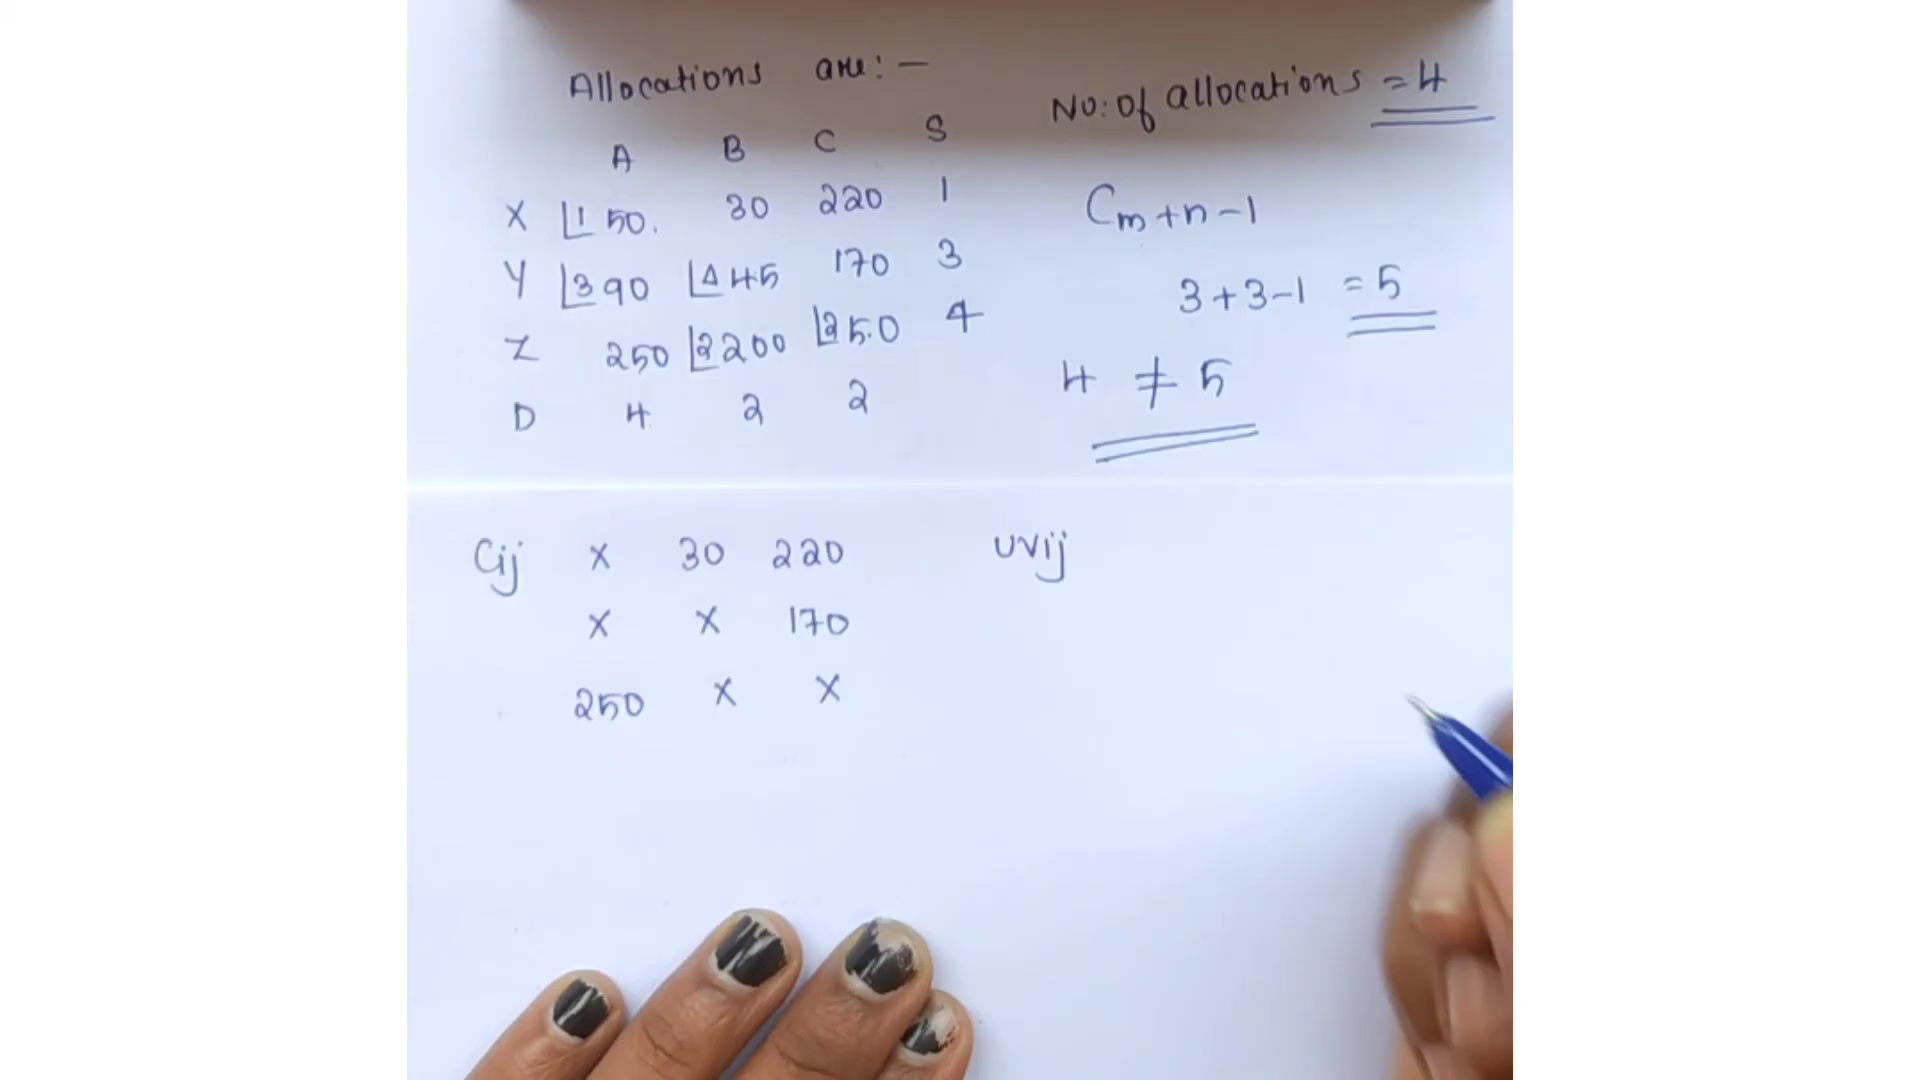 Allocations are:-
No: of allocations = 4
A B C S
X 1 50. 30 220 1
Cm+n-1
Y 3 90 Δ 45 170 3
3+3-1 = 5
Z 250 2 200 2 50 4
4 ≠ 5
D 4 2 2
Cij X 30 220
UVij
X X 170
250 X X